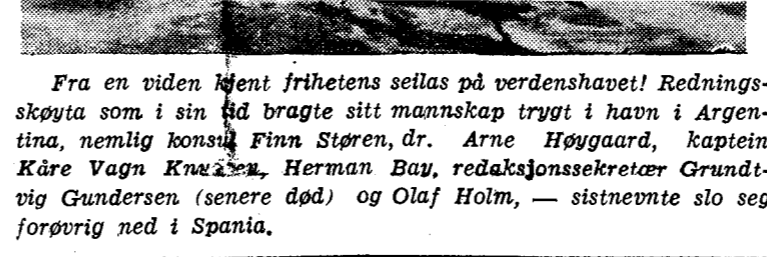 Fra en viden kjent frihetens seilas på verdenshavet! Rednings-
skøyta som i sin tid bragte sitt mannskap trygt i havn i Argen-
tina, nemlig konsul Finn Støren, dr. Arne Høygaard, kaptein
Kåre Vagn Knudsen, Herman Bay, redaksjonssekretær Grundt-
vig Gundersen (senere død) og Olaf Holm, — sistnevnte slo seg
forøvrig ned i Spania.